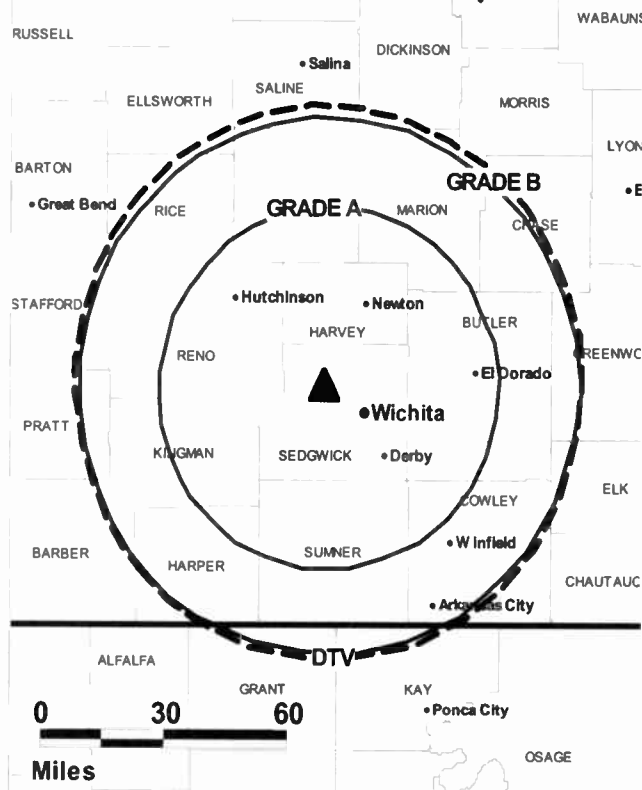 WABAUNS
RUSSELL
DICKINSON
Salina
SALINE
ELLSWORTH
MORRIS
LYON
BARTON
GRADE B
E
Great Bend
RICE
GRADE A
MARION
CHASE
Hutchinson
Newton
STAFFORD
BUTLER
HARVEY
RENO
REENWO
El Dorado
Wichita
PRATT
KINGMAN
SEDGWICK
Derby
ELK
COWLEY
Winfield
BARBER
HARPER
SUMNER
CHAUTAUC
Arkansas City
DTV
ALFALFA
GRANT
KAY
0 30 60
Ponca City
OSAGE
Miles